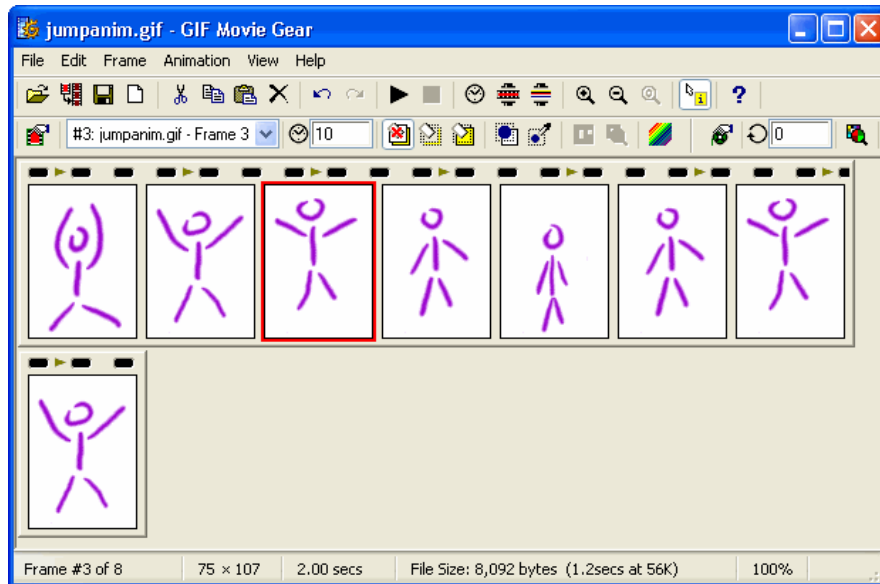 jumpanim.gif - GIF Movie Gear
File Edit Frame Animation View Help
#3: jumpanim.gif - Frame 3 10 0
Frame #3 of 8 75 × 107 2.00 secs File Size: 8,092 bytes (1.2secs at 56K) 100%